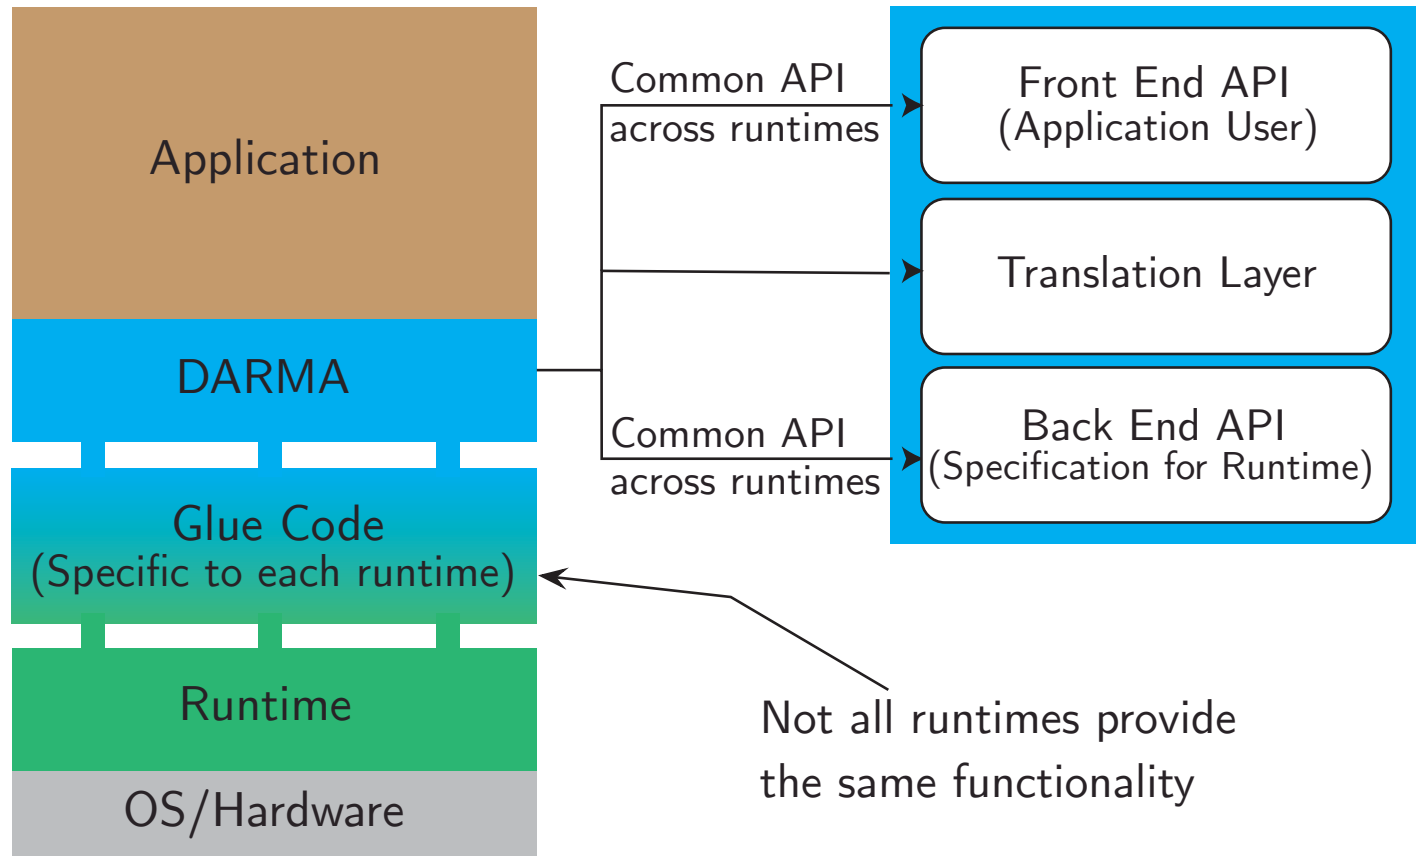 Application
DARMA
Glue Code
(Specific to each runtime)
Runtime
OS/Hardware
Common API
across runtimes
Common API
across runtimes
Front End API
(Application User)
Translation Layer
Back End API
(Specification for Runtime)
Not all runtimes provide
the same functionality